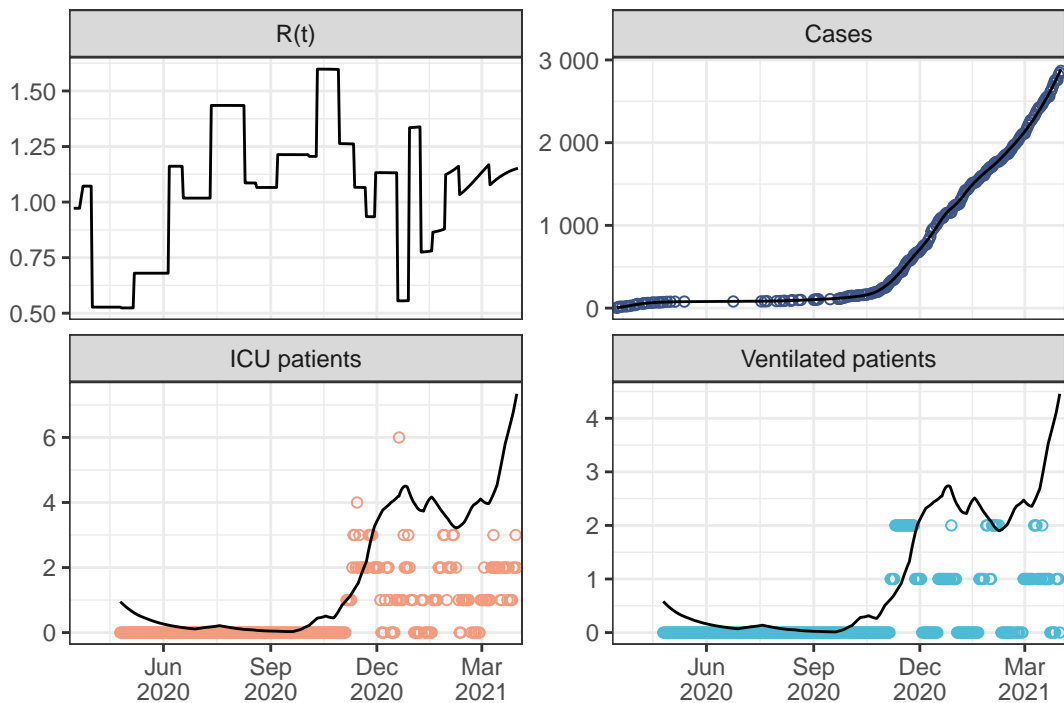 R(t)
Cases
1.50
1.25
1.00
0.75
0.50
3 000
2 000
1 000
0
ICU patients
Ventilated patients
6
4
2
0
4
3
2
1
0
Jun
2020
Sep
2020
Dec
2020
Mar
2021
Jun
2020
Sep
2020
Dec
2020
Mar
2021